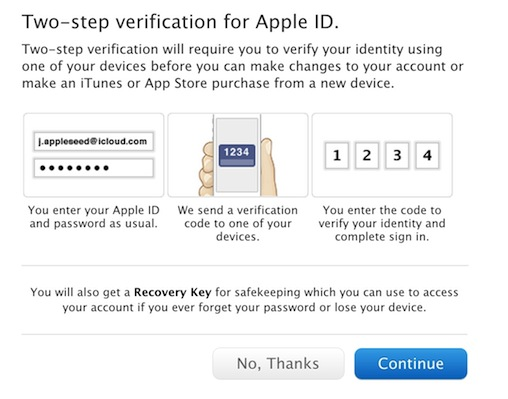 Two-step verification for Apple ID.
Two-step verification will require you to verify your identity using
one of your devices before you can make changes to your account or
make an iTunes or App Store purchase from a new device.
j.appleseed@icloud.com
••••••••
1234
1 2 3 4
You enter your Apple ID
and password as usual.
We send a verification
code to one of your
devices.
You enter the code to
verify your identity and
complete sign in.
You will also get a Recovery Key for safekeeping which you can use to access
your account if you ever forget your password or lose your device.
No, Thanks
Continue